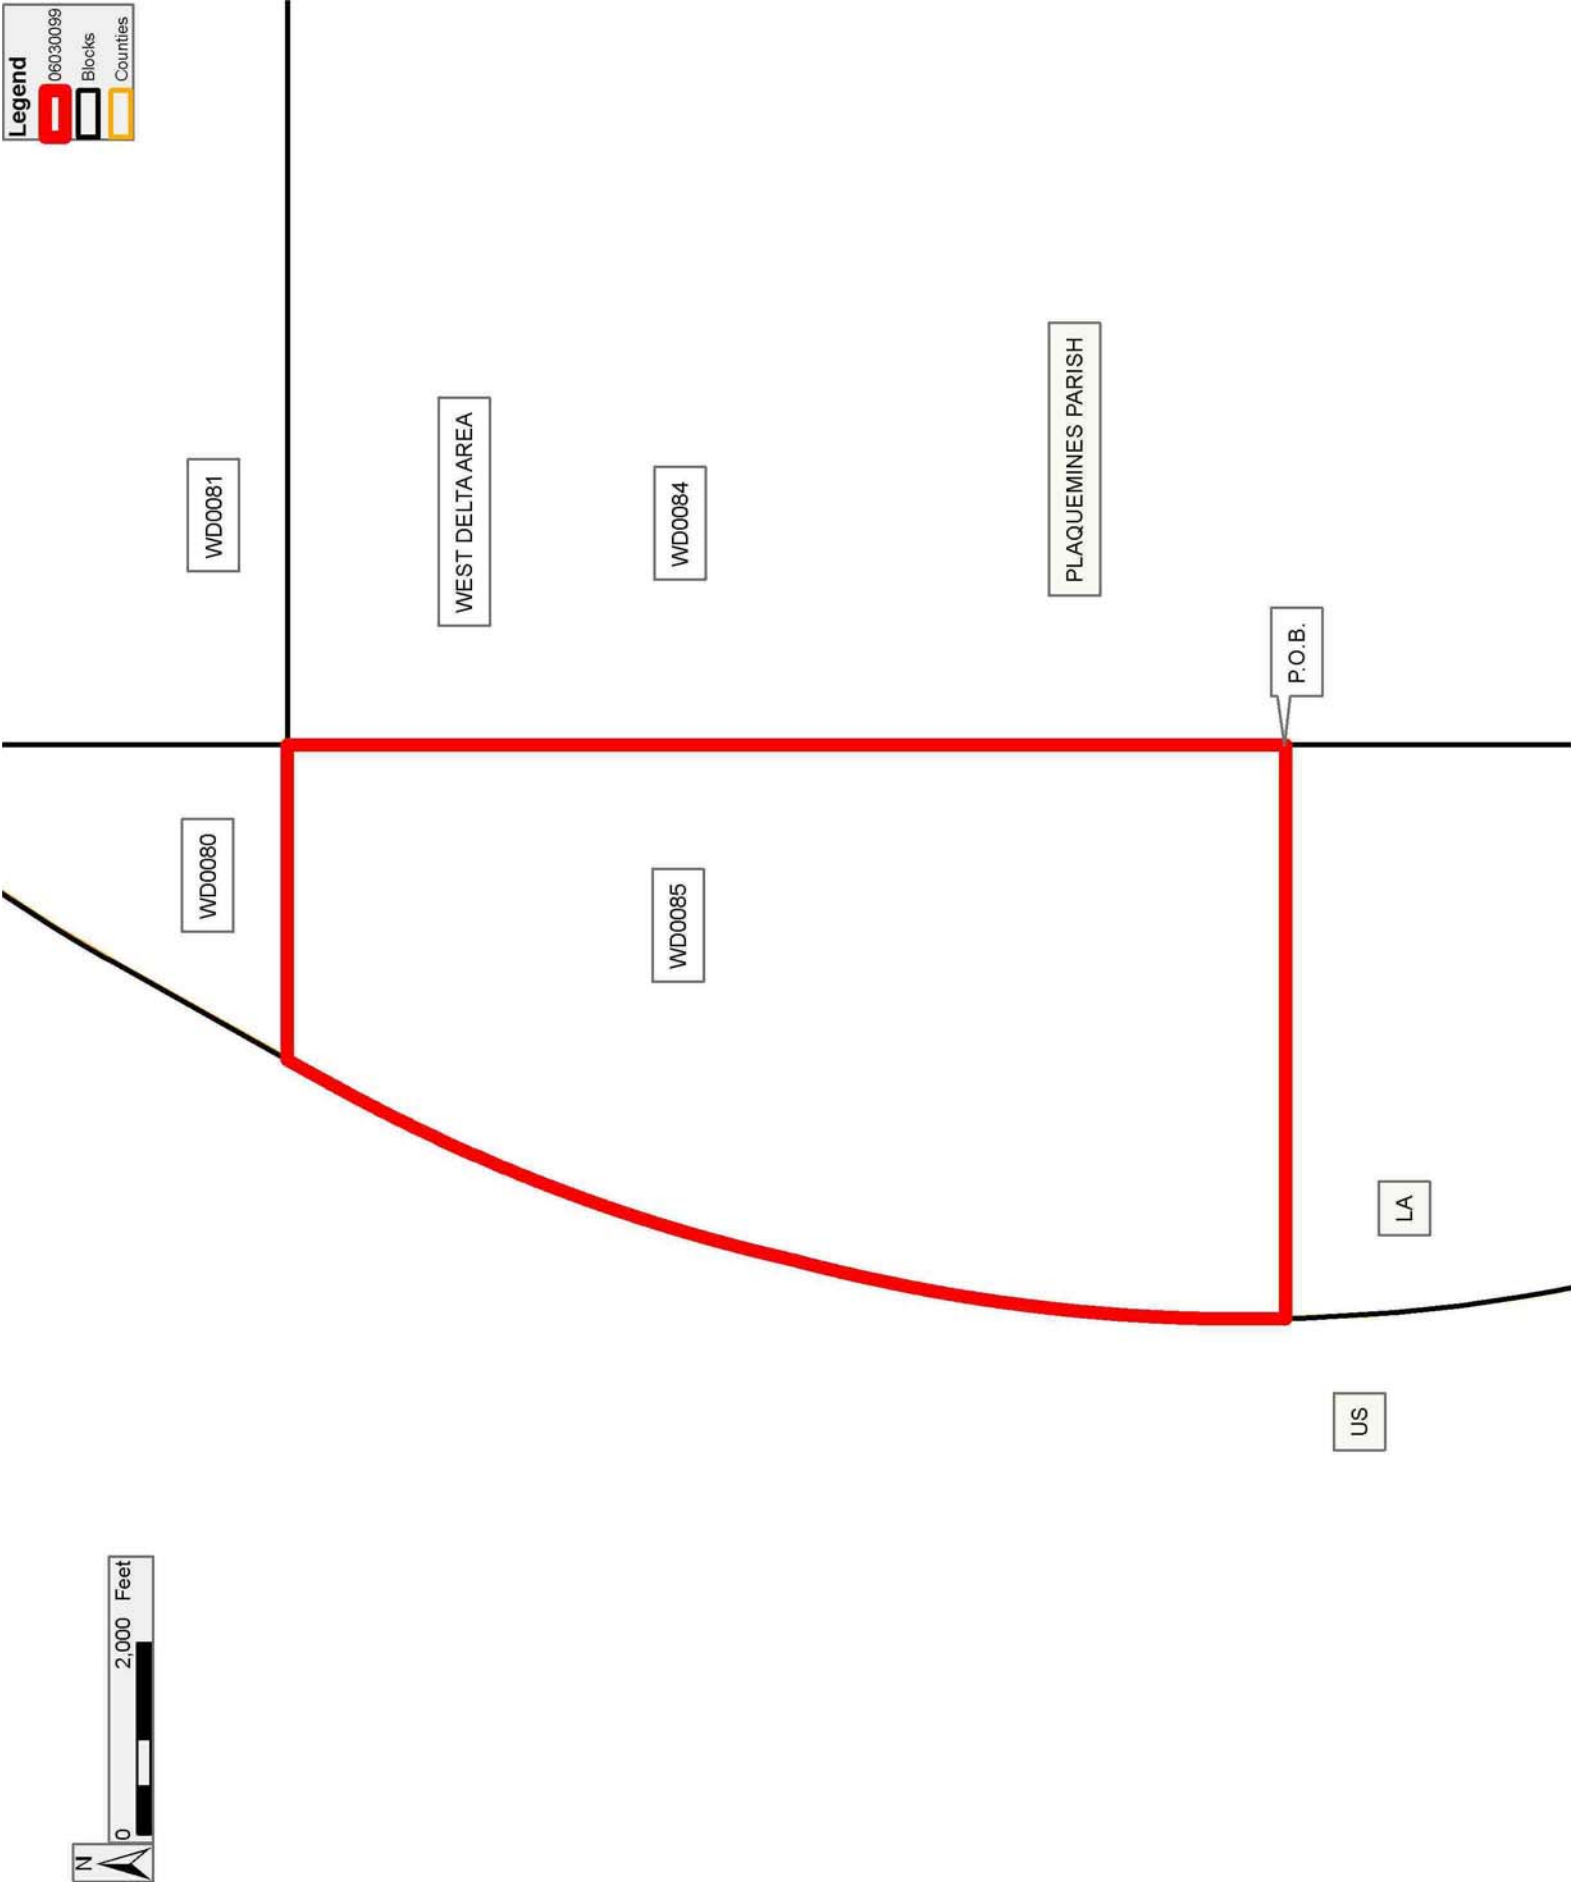 Legend
06030099
Blocks
Counties
WD0081
WEST DELTA AREA
WD0084
PLAQUEMINES PARISH
P.O.B.
WD0080
WD0085
LA
US
0 2,000 Feet
N